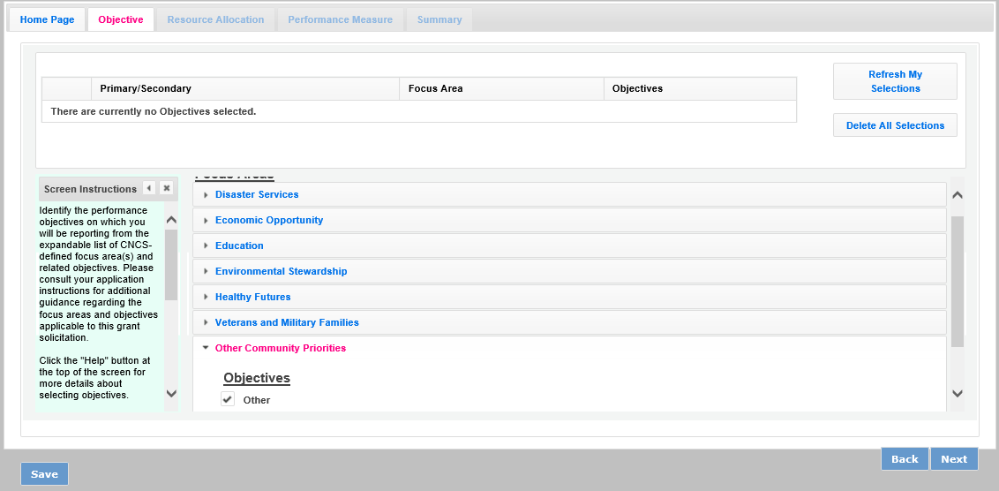 Home Page Objective Resource Allocation Performance Measure Summary
Primary/Secondary Focus Area Objectives
There are currently no Objectives selected.
Refresh My
Selections
Delete All Selections
Screen Instructions
Identify the performance
objectives on which you
will be reporting from the
expandable list of CNCS-
defined focus area(s) and
related objectives. Please
consult your application
instructions for additional
guidance regarding the
focus areas and objectives
applicable to this grant
solicitation.
Click the "Help" button at
the top of the screen for
more details about
selecting objectives.
Focus Areas
Disaster Services
Economic Opportunity
Education
Environmental Stewardship
Healthy Futures
Veterans and Military Families
Other Community Priorities
Objectives
Other
Back Next
Save